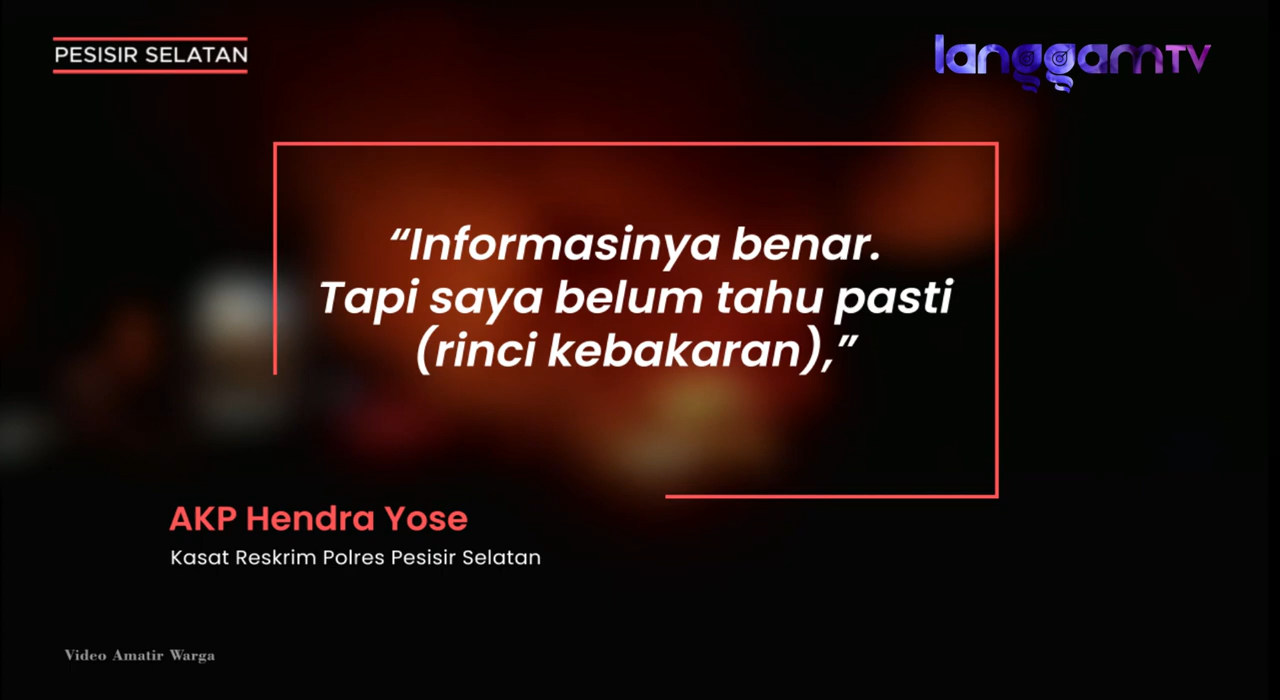 PESISIR SELATAN
langgamTV
“Informasinya benar.
Tapi saya belum tahu pasti
(rinci kebakaran),”
AKP Hendra Yose
Kasat Reskrim Polres Pesisir Selatan
Video Amatir Warga